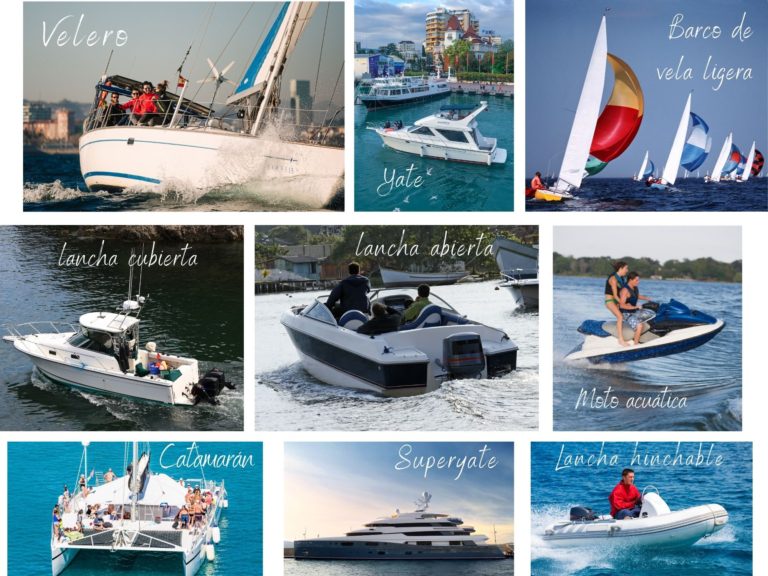 Velero
Yate
Barco de
vela ligera
lancha cubierta
lancha abierta
Moto acuática
Catamarán
Superyate
Lancha hinchable